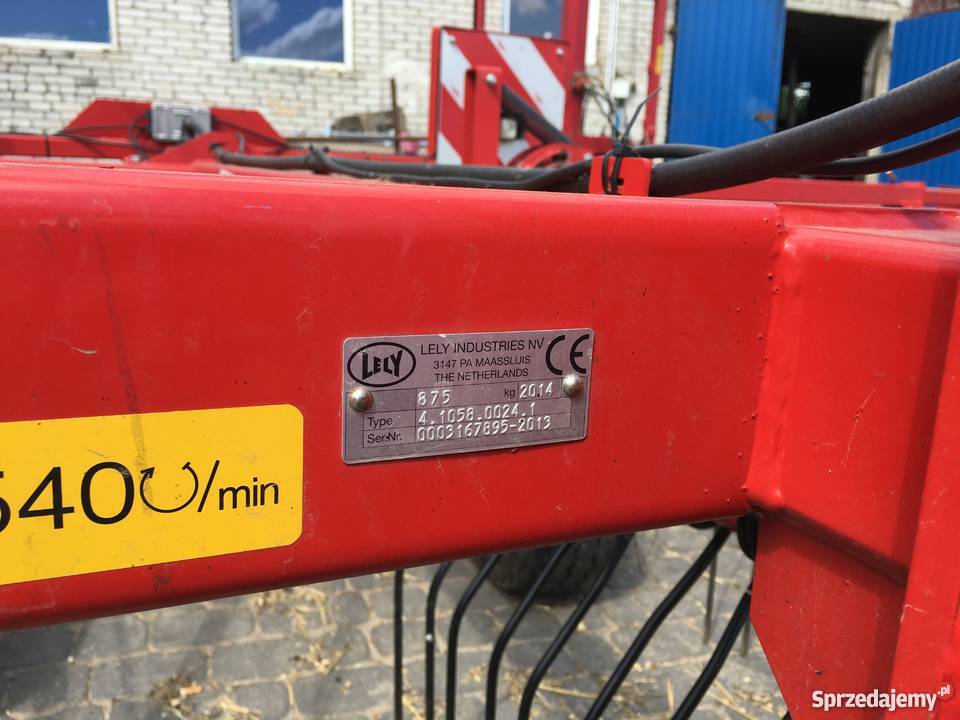 LELY
LELY INDUSTRIES NV
3147 PA MAASSLUIS
THE NETHERLANDS
CE
875 kg 2014
Type 4.1058.0024.1
Ser.Nr. 0003167895-2013
540 /min
Sprzedajemy.pl